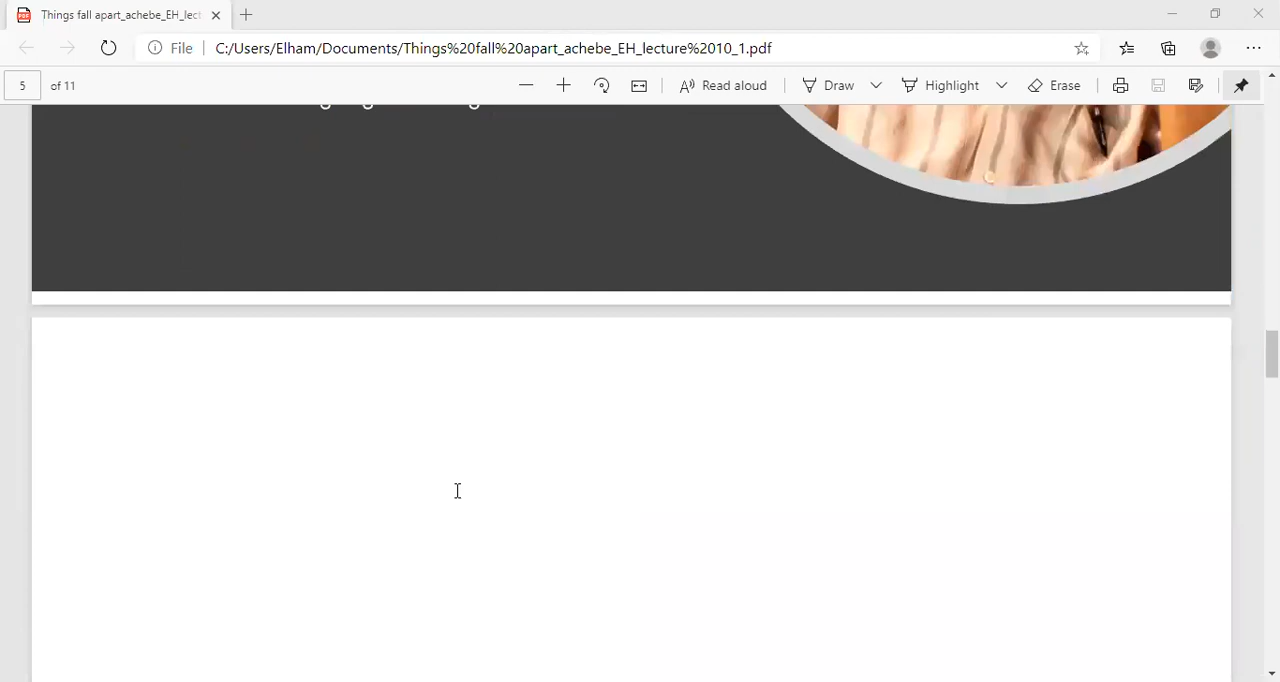 Things fall apart_achebe_EH_lect
File
C:/Users/Elham/Documents/Things%20fall%20apart_achebe_EH_lecture%2010_1.pdf
5 of 11
Read aloud
Draw
Highlight
Erase